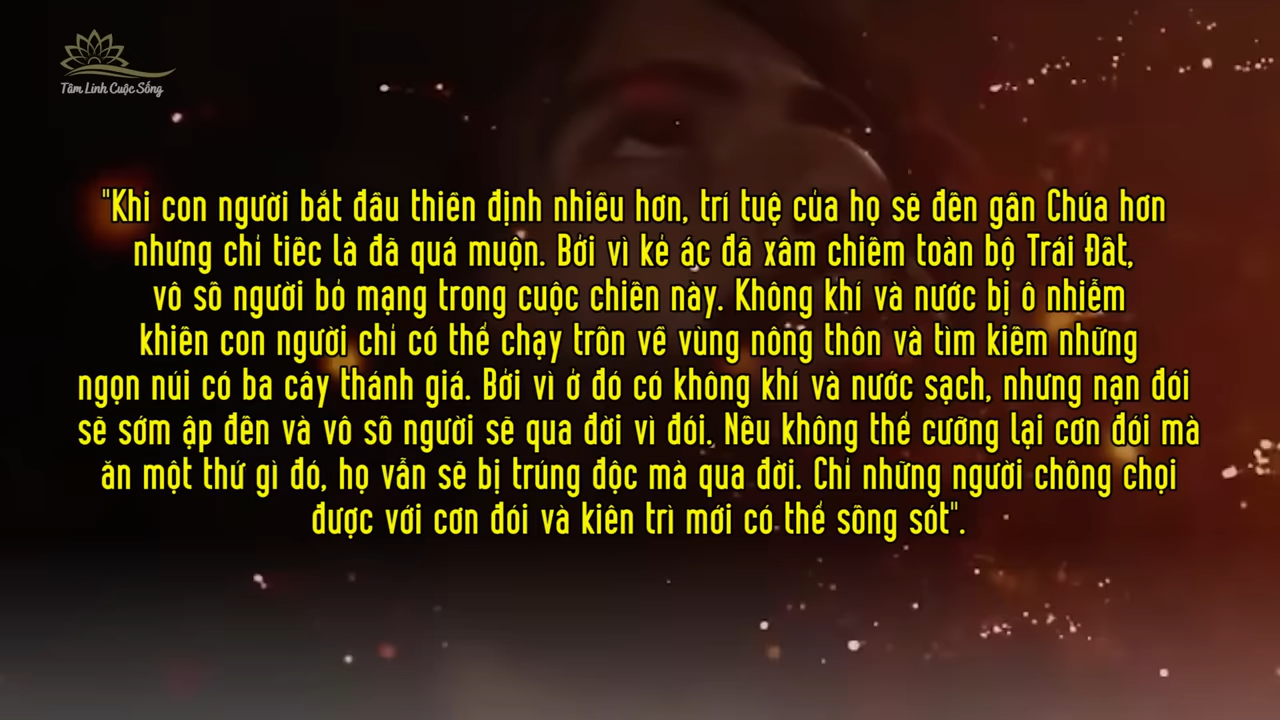 Tâm Linh Cuộc Sống
"Khi con người bắt đầu thiền định nhiều hơn, trí tuệ của họ sẽ đến gần Chúa hơn
nhưng chỉ tiếc là đã quá muộn. Bởi vì kẻ ác đã xâm chiếm toàn bộ Trái Đất,
vô số người bỏ mạng trong cuộc chiến này. Không khí và nước bị ô nhiễm
khiến con người chỉ có thể chạy trốn về vùng nông thôn và tìm kiếm những
ngọn núi có ba cây thánh giá. Bởi vì ở đó có không khí và nước sạch, nhưng nạn đói
sẽ sớm ập đến và vô số người sẽ qua đời vì đói. Nếu không thể cưỡng lại cơn đói mà
ăn một thứ gì đó, họ vẫn sẽ bị trúng độc mà qua đời. Chỉ những người chống chọi
được với cơn đói và kiên trì mới có thể sống sót".